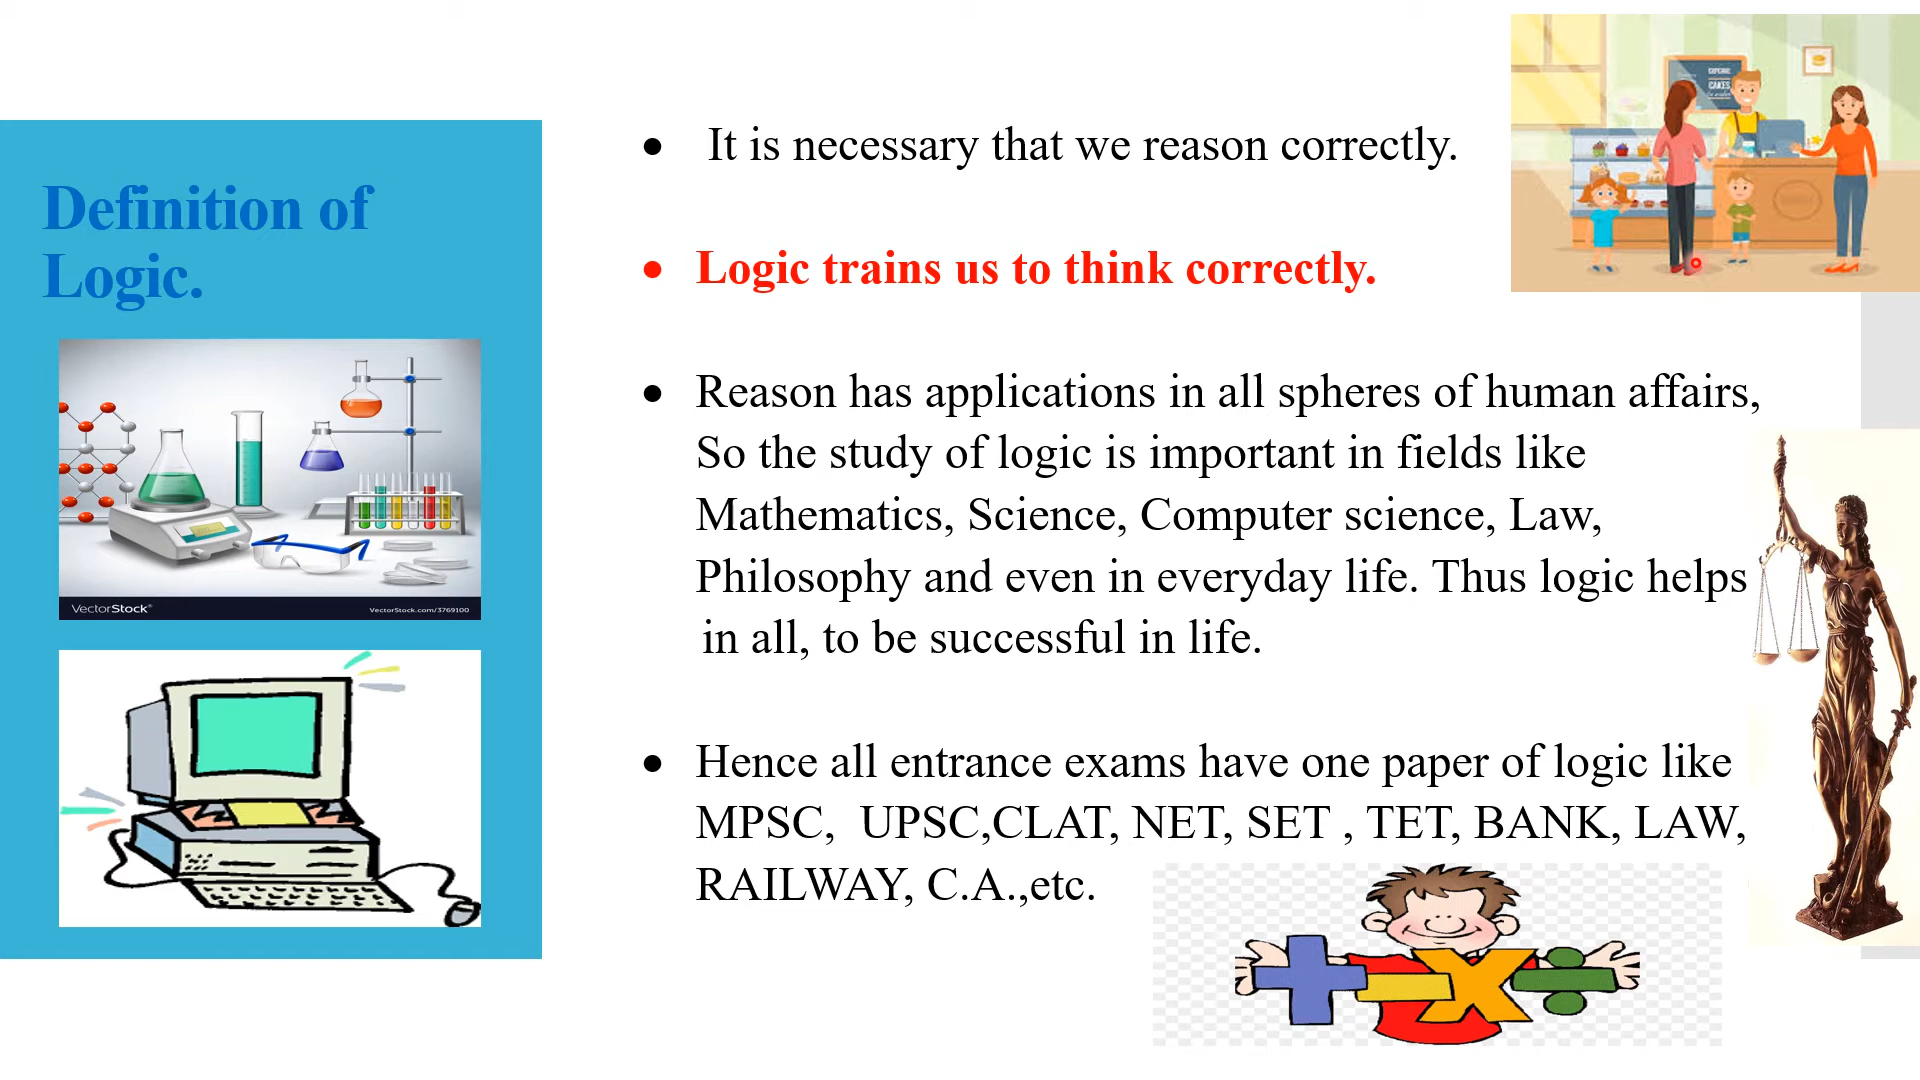 Definition of
Logic.
VectorStock®
VectorStock.com/3769100
• It is necessary that we reason correctly.
• Logic trains us to think correctly.
• Reason has applications in all spheres of human affairs,
So the study of logic is important in fields like
Mathematics, Science, Computer science, Law,
Philosophy and even in everyday life. Thus logic helps
in all, to be successful in life.
• Hence all entrance exams have one paper of logic like
MPSC, UPSC,CLAT, NET, SET , TET, BANK, LAW,
RAILWAY, C.A.,etc.
CUPCAKE
CAKES